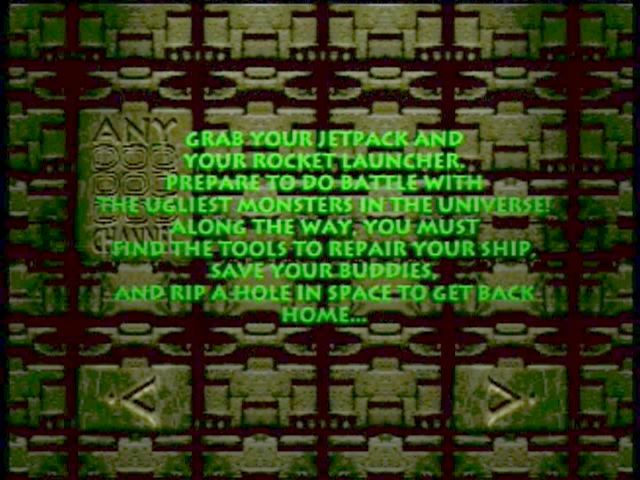 ANY
GRAB YOUR JETPACK AND
YOUR ROCKET LAUNCHER.
PREPARE TO DO BATTLE WITH
THE UGLIEST MONSTERS IN THE UNIVERSE!
ALONG THE WAY, YOU MUST
FIND THE TOOLS TO REPAIR YOUR SHIP,
SAVE YOUR BUDDIES,
AND RIP A HOLE IN SPACE TO GET BACK
HOME...